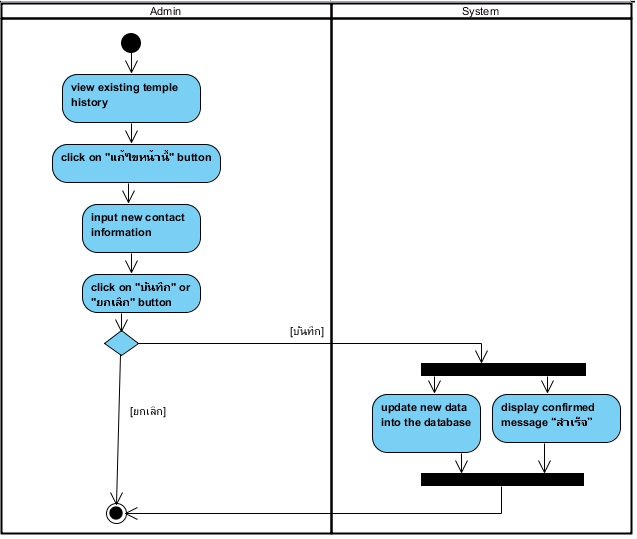 Admin
System
view existing temple
history
click on "แก้ไขหน้านี้" button
input new contact
information
click on "บันทึก" or
"ยกเลิก" button
[บันทึก]
[ยกเลิก]
update new data
into the database
display confirmed
message “สำเร็จ”